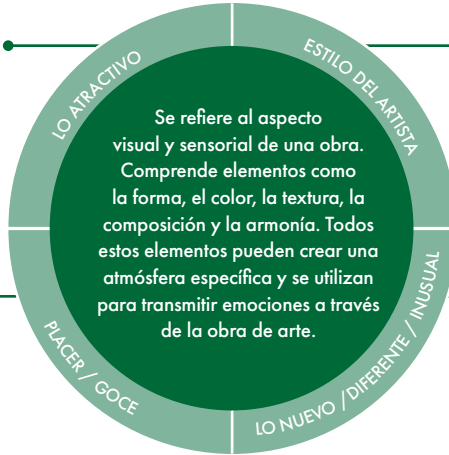 LO ATRACTIVO
ESTILO DEL ARTISTA
Se refiere al aspecto
visual y sensorial de una obra.
Comprende elementos como
la forma, el color, la textura, la
composición y la armonía. Todos
estos elementos pueden crear una
atmósfera específica y se utilizan
para transmitir emociones a través
de la obra de arte.
PLACER / GOCE
LO NUEVO / DIFERENTE / INUSUAL